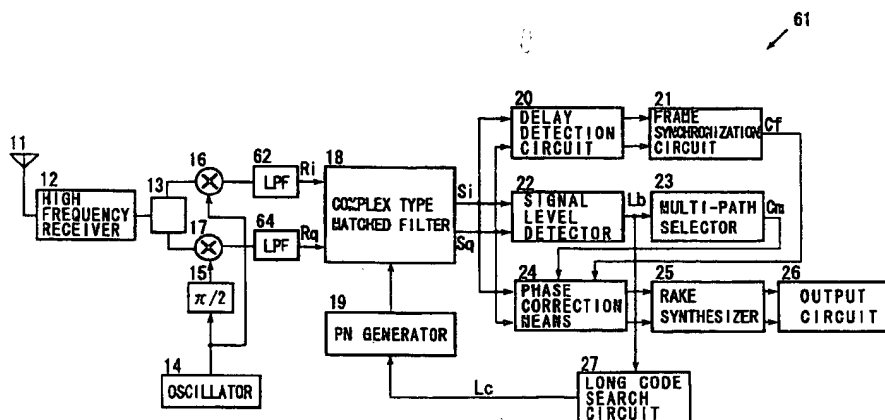 61
11
12
HIGH
FREQUENCY
RECEIVER
13
16
17
15
π/2
14
OSCILLATOR
62
LPF
Ri
64
LPF
Rq
18
COMPLEX TYPE
MATCHED FILTER
Si
Sq
19
PN GENERATOR
Lc
20
DELAY
DETECTION
CIRCUIT
21
FRAME
SYNCHRONIZATION
CIRCUIT
Cf
22
SIGNAL
LEVEL
DETECTOR
Lb
23
MULTI-PATH
SELECTOR
Cm
24
PHASE
CORRECTION
MEANS
25
RAKE
SYNTHESIZER
26
OUTPUT
CIRCUIT
27
LONG CODE
SEARCH
CIRCUIT